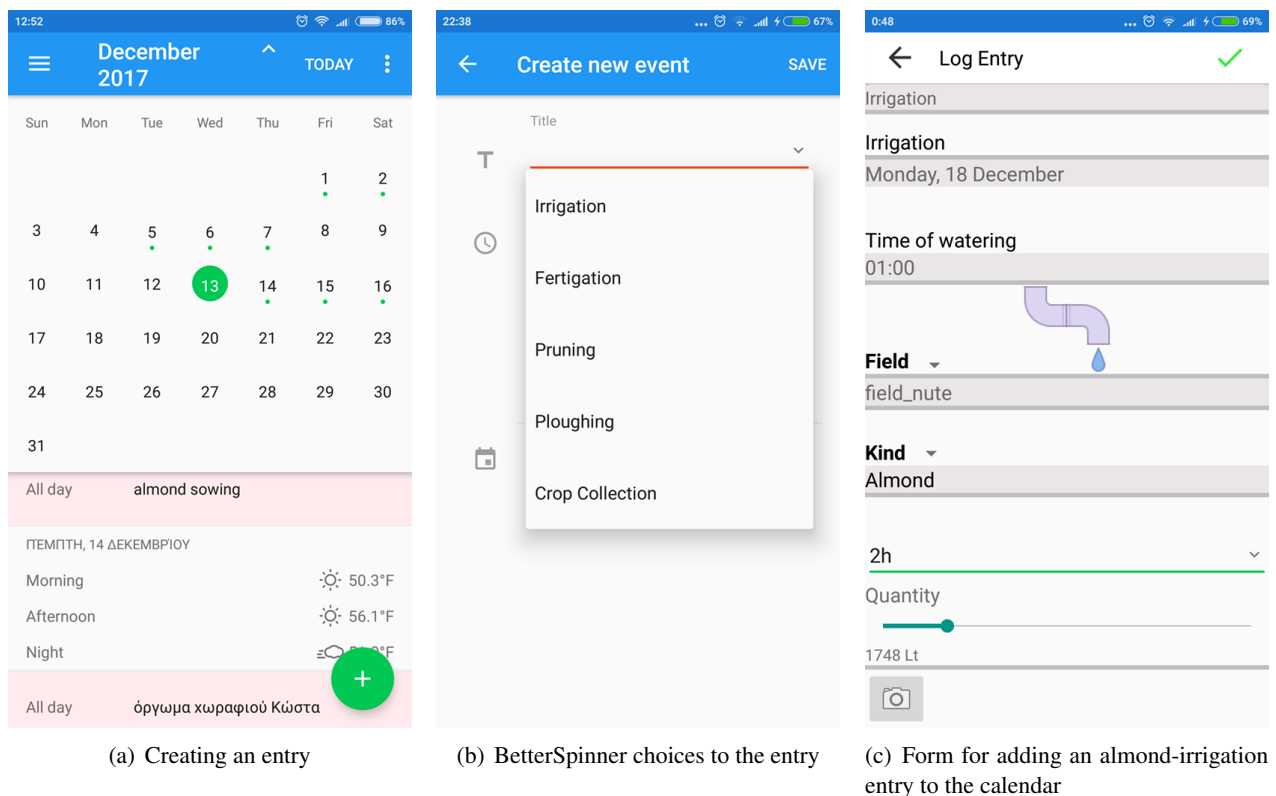 12:52
86%
December
2017
TODAY
Sun Mon Tue Wed Thu Fri Sat
1 2
3 4 5 6 7 8 9
10 11 12 13 14 15 16
17 18 19 20 21 22 23
24 25 26 27 28 29 30
31
All day almond sowing
ΠΈΜΠΤΗ, 14 ΔΕΚΕΜΒΡΊΟΥ
Morning 50.3°F
Afternoon 56.1°F
Night °F
All day όργωμα χωραφιού Κώστα
+
(a) Creating an entry
22:38
... 67%
Create new event
SAVE
Title
T
Irrigation
Fertigation
Pruning
Ploughing
Crop Collection
(b) BetterSpinner choices to the entry
0:48
... 69%
Log Entry
Irrigation
Irrigation
Monday, 18 December
Time of watering
01:00
Field
field_nute
Kind
Almond
2h
Quantity
1748 Lt
(c) Form for adding an almond-irrigation
entry to the calendar